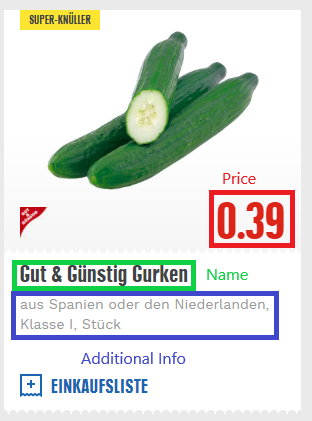 SUPER-KNÜLLER
Price
0.39
Gut & Günstig Gurken
Name
aus Spanien oder den Niederlanden,
Klasse I, Stück
Additional Info
EINKAUFSLISTE